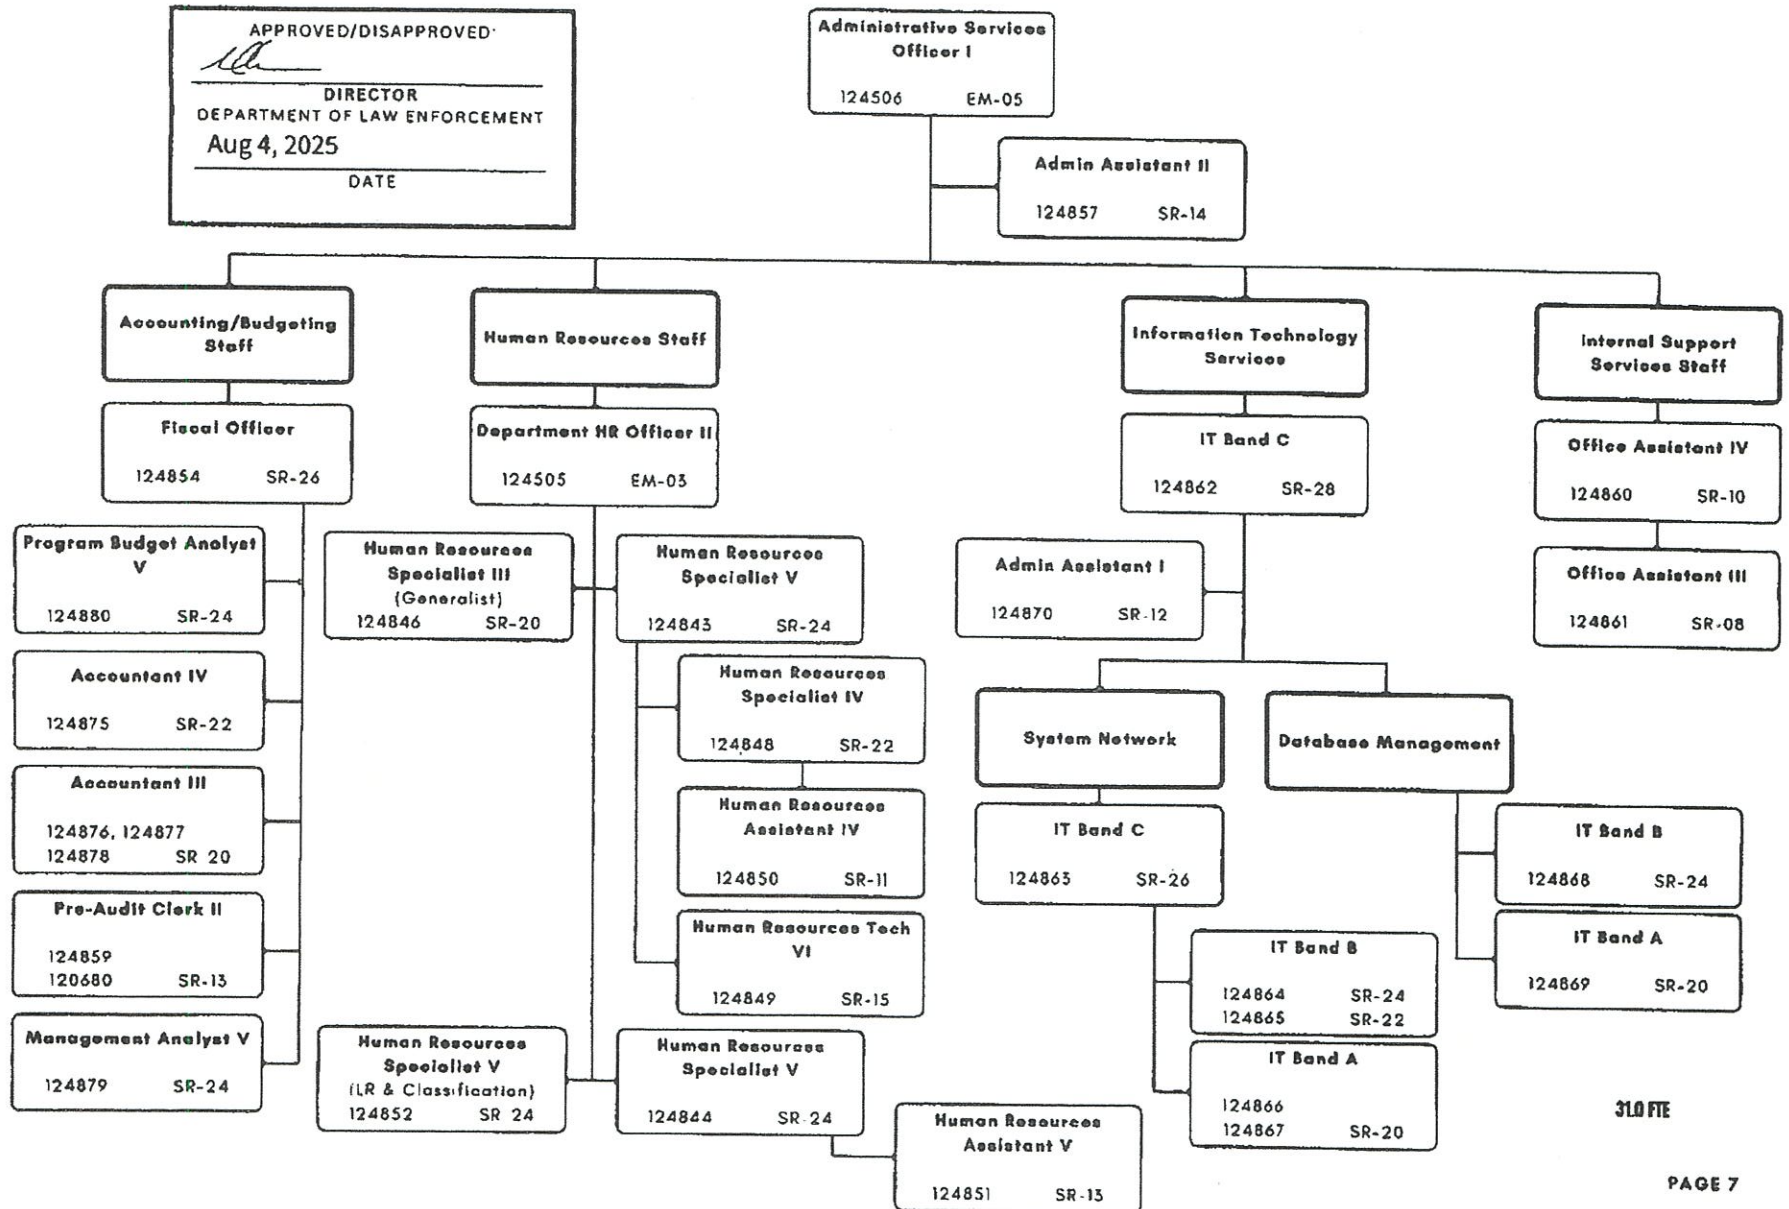 APPROVED/DISAPPROVED
DIRECTOR
DEPARTMENT OF LAW ENFORCEMENT
Aug 4, 2025
DATE
Administrative Services
Officer I
124506 EM-05
Admin Assistant II
124857 SR-14
Accounting/Budgeting
Staff
Human Resources Staff
Information Technology
Services
Internal Support
Services Staff
Fiscal Officer
124854 SR-26
Department HR Officer II
124505 EM-03
IT Band C
124862 SR-28
Office Assistant IV
124860 SR-10
Program Budget Analyst
V
124880 SR-24
Accountant IV
124875 SR-22
Accountant III
124876, 124877
124878 SR 20
Pre-Audit Clerk II
124859
120680 SR-13
Management Analyst V
124879 SR-24
Human Resources
Specialist III
(Generalist)
124846 SR-20
Human Resources
Specialist V
124843 SR-24
Human Resources
Specialist IV
124848 SR-22
Human Resources
Assistant IV
124850 SR-11
Human Resources Tech
VI
124849 SR-15
Human Resources
Specialist V
(LR & Classification)
124852 SR 24
Human Resources
Specialist V
124844 SR-24
Human Resources
Assistant V
124851 SR-13
Admin Assistant I
124870 SR-12
System Network
Database Management
IT Band C
124863 SR-26
IT Band B
124864 SR-24
124865 SR-22
IT Band A
124866
124867 SR-20
IT Band B
124868 SR-24
IT Band A
124869 SR-20
Office Assistant III
124861 SR-08
31.0 FTE
PAGE 7